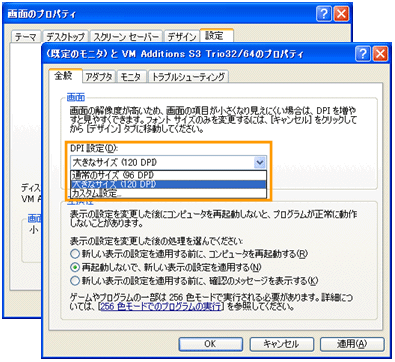 画面のプロパティ
テーマ デスクトップ スクリーン セーバー デザイン 設定
(既定のモニタ) と VM Additions S3 Trio32/64のプロパティ
全般 アダプタ モニタ トラブルシューティング
画面
画面の解像度が高いため、画面の項目が小さくなり見えにくい場合は、DPI を増や
すと見やすくできます。フォント サイズのみを変更するには、[キャンセル] をクリックして
から [デザイン] タブに移動してください。
DPI 設定(D):
大きなサイズ (120 DPI)
通常のサイズ (96 DPI)
大きなサイズ (120 DPI)
カスタム設定...
ディス
VM A
画面
小
互換性
表示の設定を変更した後にコンピュータを再起動しないと、プログラムが正常に動作
しないことがあります。
表示の設定を変更した後の処理を選んでください:
新しい表示の設定を適用する前に、コンピュータを再起動する(R)
再起動しないで、新しい表示の設定を適用する(N)
新しい表示の設定を適用する前に、確認のメッセージを表示する(K)
ゲームやプログラムの一部は 256 色モードで実行される必要があります。詳細につ
いては、[256 色モードでのプログラムの実行] を参照してください。
OK キャンセル 適用(A)